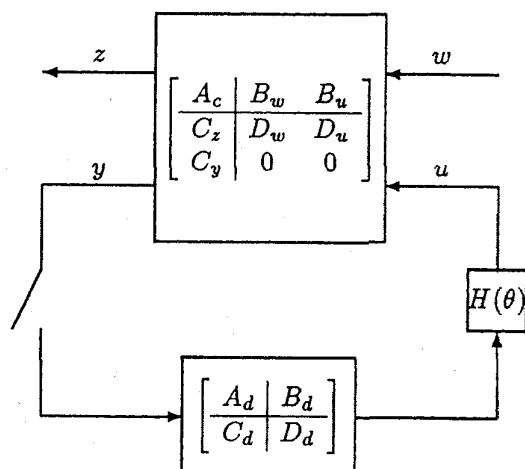 z
w
A_c B_w B_u
C_z D_w D_u
C_y 0 0
y
u
H(θ)
A_d B_d
C_d D_d